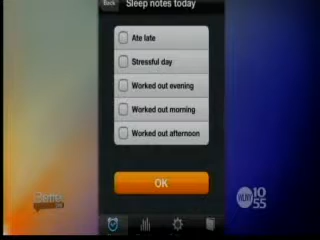 Back
Sleep notes today
Ate late
Stressful day
Worked out evening
Worked out morning
Worked out afternoon
OK
WLNY
10
55